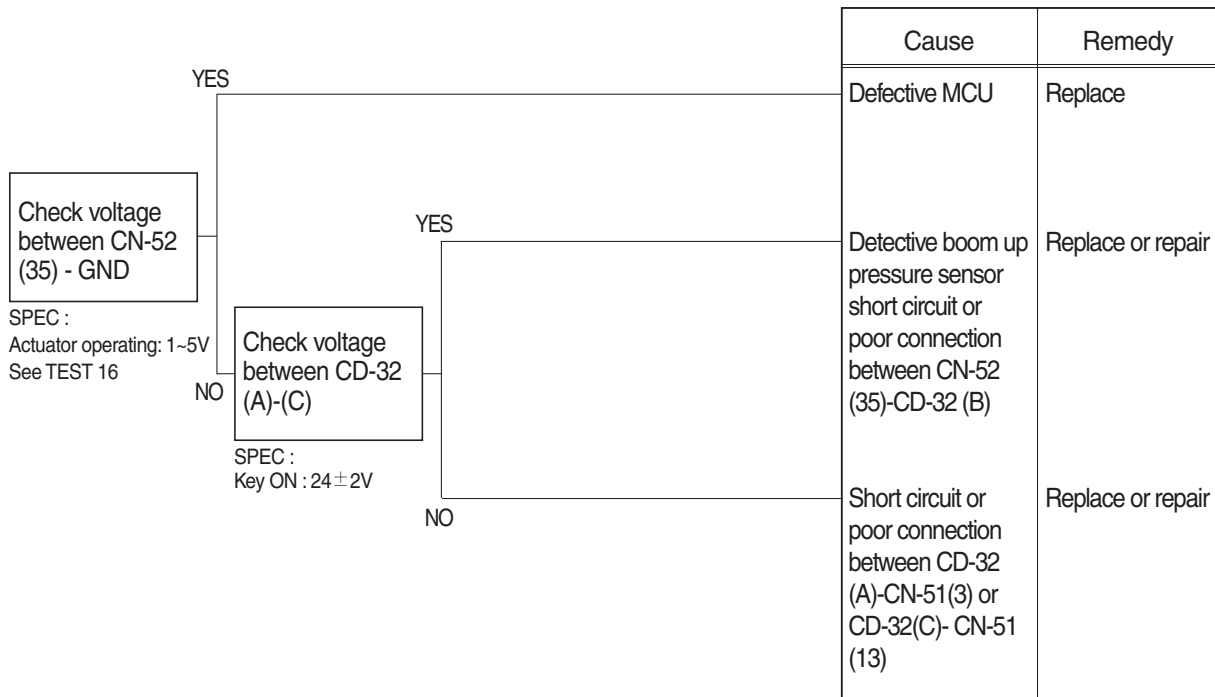 Cause
Remedy
YES
Defective MCU
Replace
Check voltage
between CN-52
(35) - GND
SPEC :
Actuator operating: 1~5V
See TEST 16
NO
YES
Check voltage
between CD-32
(A)-(C)
SPEC :
Key ON : 24±2V
Detective boom up
pressure sensor
short circuit or
poor connection
between CN-52
(35)-CD-32 (B)
Replace or repair
NO
Short circuit or
poor connection
between CD-32
(A)-CN-51(3) or
CD-32(C)- CN-51
(13)
Replace or repair